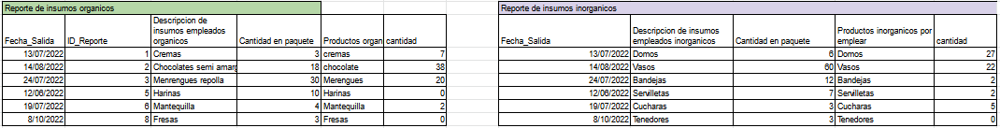 Reporte de insumos organicos
Fecha_Salida ID_Reporte Descripcion de insumos empleados organicos Cantidad en paquete Productos organ cantidad
13/07/2022 1 Cremas 3 cremas 7
14/08/2022 2 Chocolates semi amarg 18 chocolate 38
24/07/2022 3 Menrengues repolla 30 Merengues 20
12/06/2022 5 Harinas 10 Harinas 0
19/07/2022 6 Mantequilla 4 Mantequilla 2
8/10/2022 8 Fresas 3 Fresas 0
Reporte de insumos inorganicos
Fecha_Salida Descripcion de insumos empleados inorganicos Cantidad en paquete Productos inorganicos por emplear cantidad
13/07/2022 Domos 6 Domos 27
14/08/2022 Vasos 60 Vasos 22
24/07/2022 Bandejas 12 Bandejas 2
12/06/2022 Servilletas 7 Servilletas 2
19/07/2022 Cucharas 3 Cucharas 5
8/10/2022 Tenedores 3 Tenedores 0